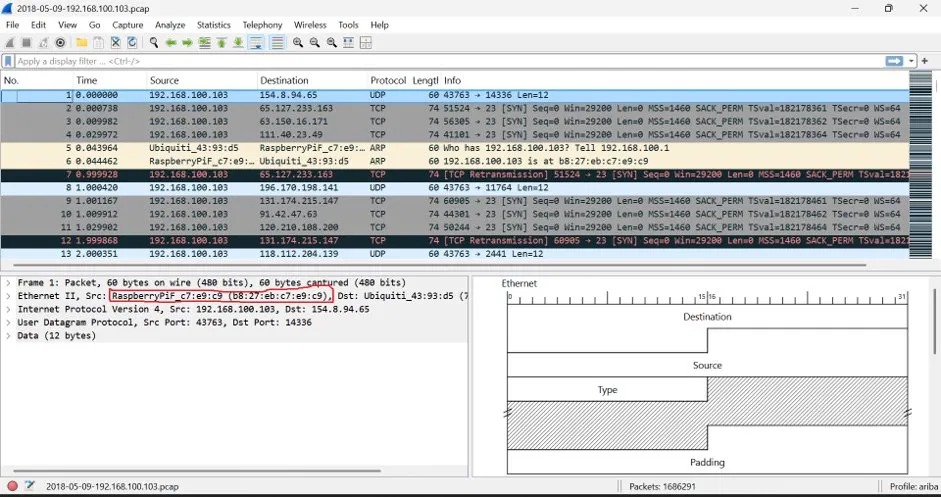 2018-05-09-192.168.100.103.pcap
File Edit View Go Capture Analyze Statistics Telephony Wireless Tools Help
Apply a display filter ... <Ctrl-/>
No. Time Source Destination Protocol Lengtl Info
1 0.000000 192.168.100.103 154.8.94.65 UDP 60 43763 → 14336 Len=12
2 0.000738 192.168.100.103 65.127.233.163 TCP 74 51524 → 23 [SYN] Seq=0 Win=29200 Len=0 MSS=1460 SACK_PERM TSval=182178361 TSecr=0 WS=64
3 0.009982 192.168.100.103 63.150.16.171 TCP 74 56305 → 23 [SYN] Seq=0 Win=29200 Len=0 MSS=1460 SACK_PERM TSval=182178362 TSecr=0 WS=64
4 0.029972 192.168.100.103 111.40.23.49 TCP 74 41101 → 23 [SYN] Seq=0 Win=29200 Len=0 MSS=1460 SACK_PERM TSval=182178364 TSecr=0 WS=64
5 0.043964 Ubiquiti_43:93:d5 RaspberryPiF_c7:e9:... ARP 60 Who has 192.168.100.103? Tell 192.168.100.1
6 0.044462 RaspberryPiF_c7:e9:... Ubiquiti_43:93:d5 ARP 60 192.168.100.103 is at b8:27:eb:c7:e9:c9
7 0.999928 192.168.100.103 65.127.233.163 TCP 74 [TCP Retransmission] 51524 → 23 [SYN] Seq=0 Win=29200 Len=0 MSS=1460 SACK_PERM TSval=1821
8 1.000420 192.168.100.103 196.170.198.141 UDP 60 43763 → 11764 Len=12
9 1.001167 192.168.100.103 131.174.215.147 TCP 74 60905 → 23 [SYN] Seq=0 Win=29200 Len=0 MSS=1460 SACK_PERM TSval=182178461 TSecr=0 WS=64
10 1.009912 192.168.100.103 91.42.47.63 TCP 74 44301 → 23 [SYN] Seq=0 Win=29200 Len=0 MSS=1460 SACK_PERM TSval=182178462 TSecr=0 WS=64
11 1.029902 192.168.100.103 120.210.108.200 TCP 74 50244 → 23 [SYN] Seq=0 Win=29200 Len=0 MSS=1460 SACK_PERM TSval=182178464 TSecr=0 WS=64
12 1.999868 192.168.100.103 131.174.215.147 TCP 74 [TCP Retransmission] 60905 → 23 [SYN] Seq=0 Win=29200 Len=0 MSS=1460 SACK_PERM TSval=1821
13 2.000351 192.168.100.103 118.112.204.139 UDP 60 43763 → 2441 Len=12
Frame 1: Packet, 60 bytes on wire (480 bits), 60 bytes captured (480 bits)
Ethernet II, Src: RaspberryPiF_c7:e9:c9 (b8:27:eb:c7:e9:c9), Dst: Ubiquiti_43:93:d5 (7
Internet Protocol Version 4, Src: 192.168.100.103, Dst: 154.8.94.65
User Datagram Protocol, Src Port: 43763, Dst Port: 14336
Data (12 bytes)
Ethernet
0 15 16 31
Destination
Source
Type
Padding
2018-05-09-192.168.100.103.pcap Packets: 1686291 Profile: ariba